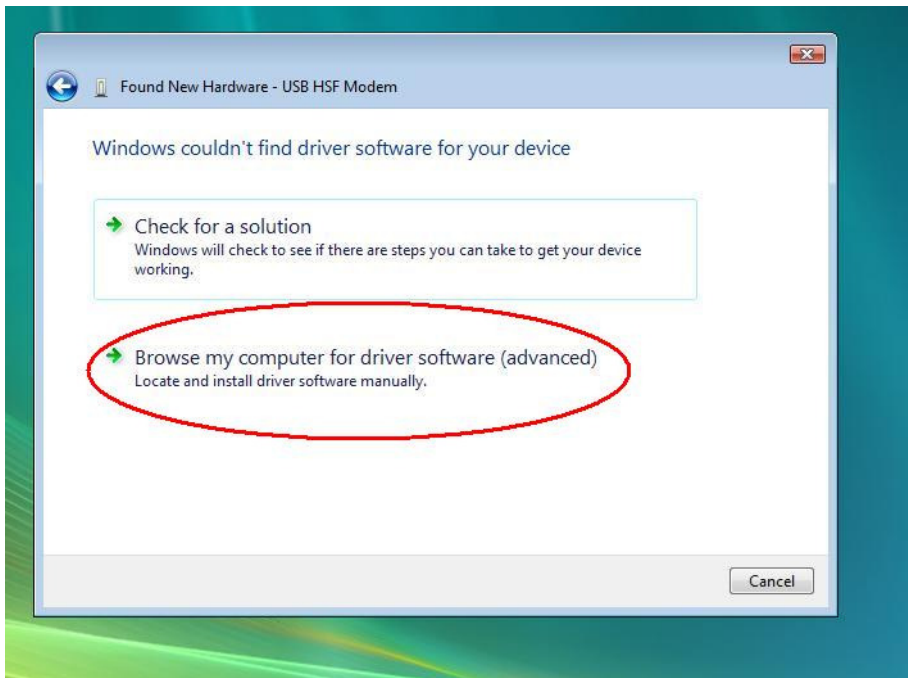 Found New Hardware - USB HSF Modem
Windows couldn't find driver software for your device
Check for a solution
Windows will check to see if there are steps you can take to get your device
working.
Browse my computer for driver software (advanced)
Locate and install driver software manually.
Cancel